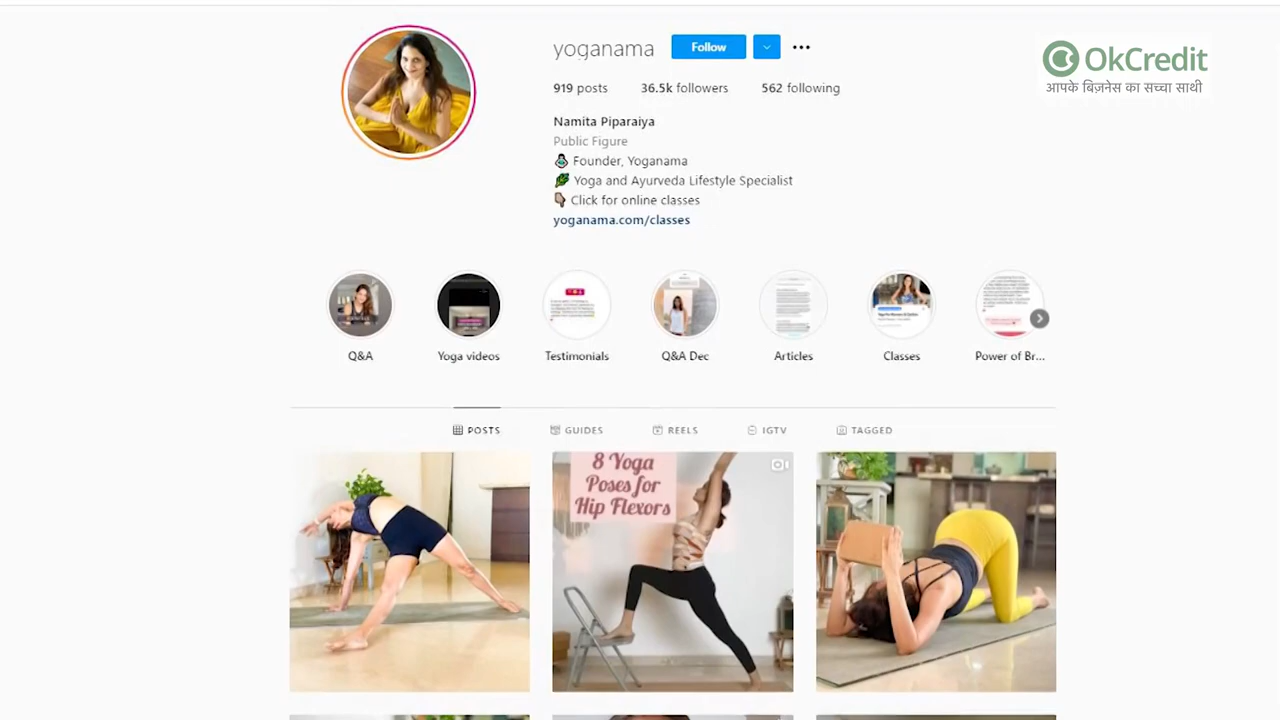 yoganama
Follow
OkCredit
आपके बिज़नेस का सच्चा साथी
919 posts
36.5k followers
562 following
Namita Piparaiya
Public Figure
Founder, Yoganama
Yoga and Ayurveda Lifestyle Specialist
Click for online classes
yoganama.com/classes
Q&A
Yoga videos
Testimonials
Q&A Dec
Articles
Classes
Power of Br...
POSTS
GUIDES
REELS
IGTV
TAGGED
8 Yoga
Poses for
Hip Flexors